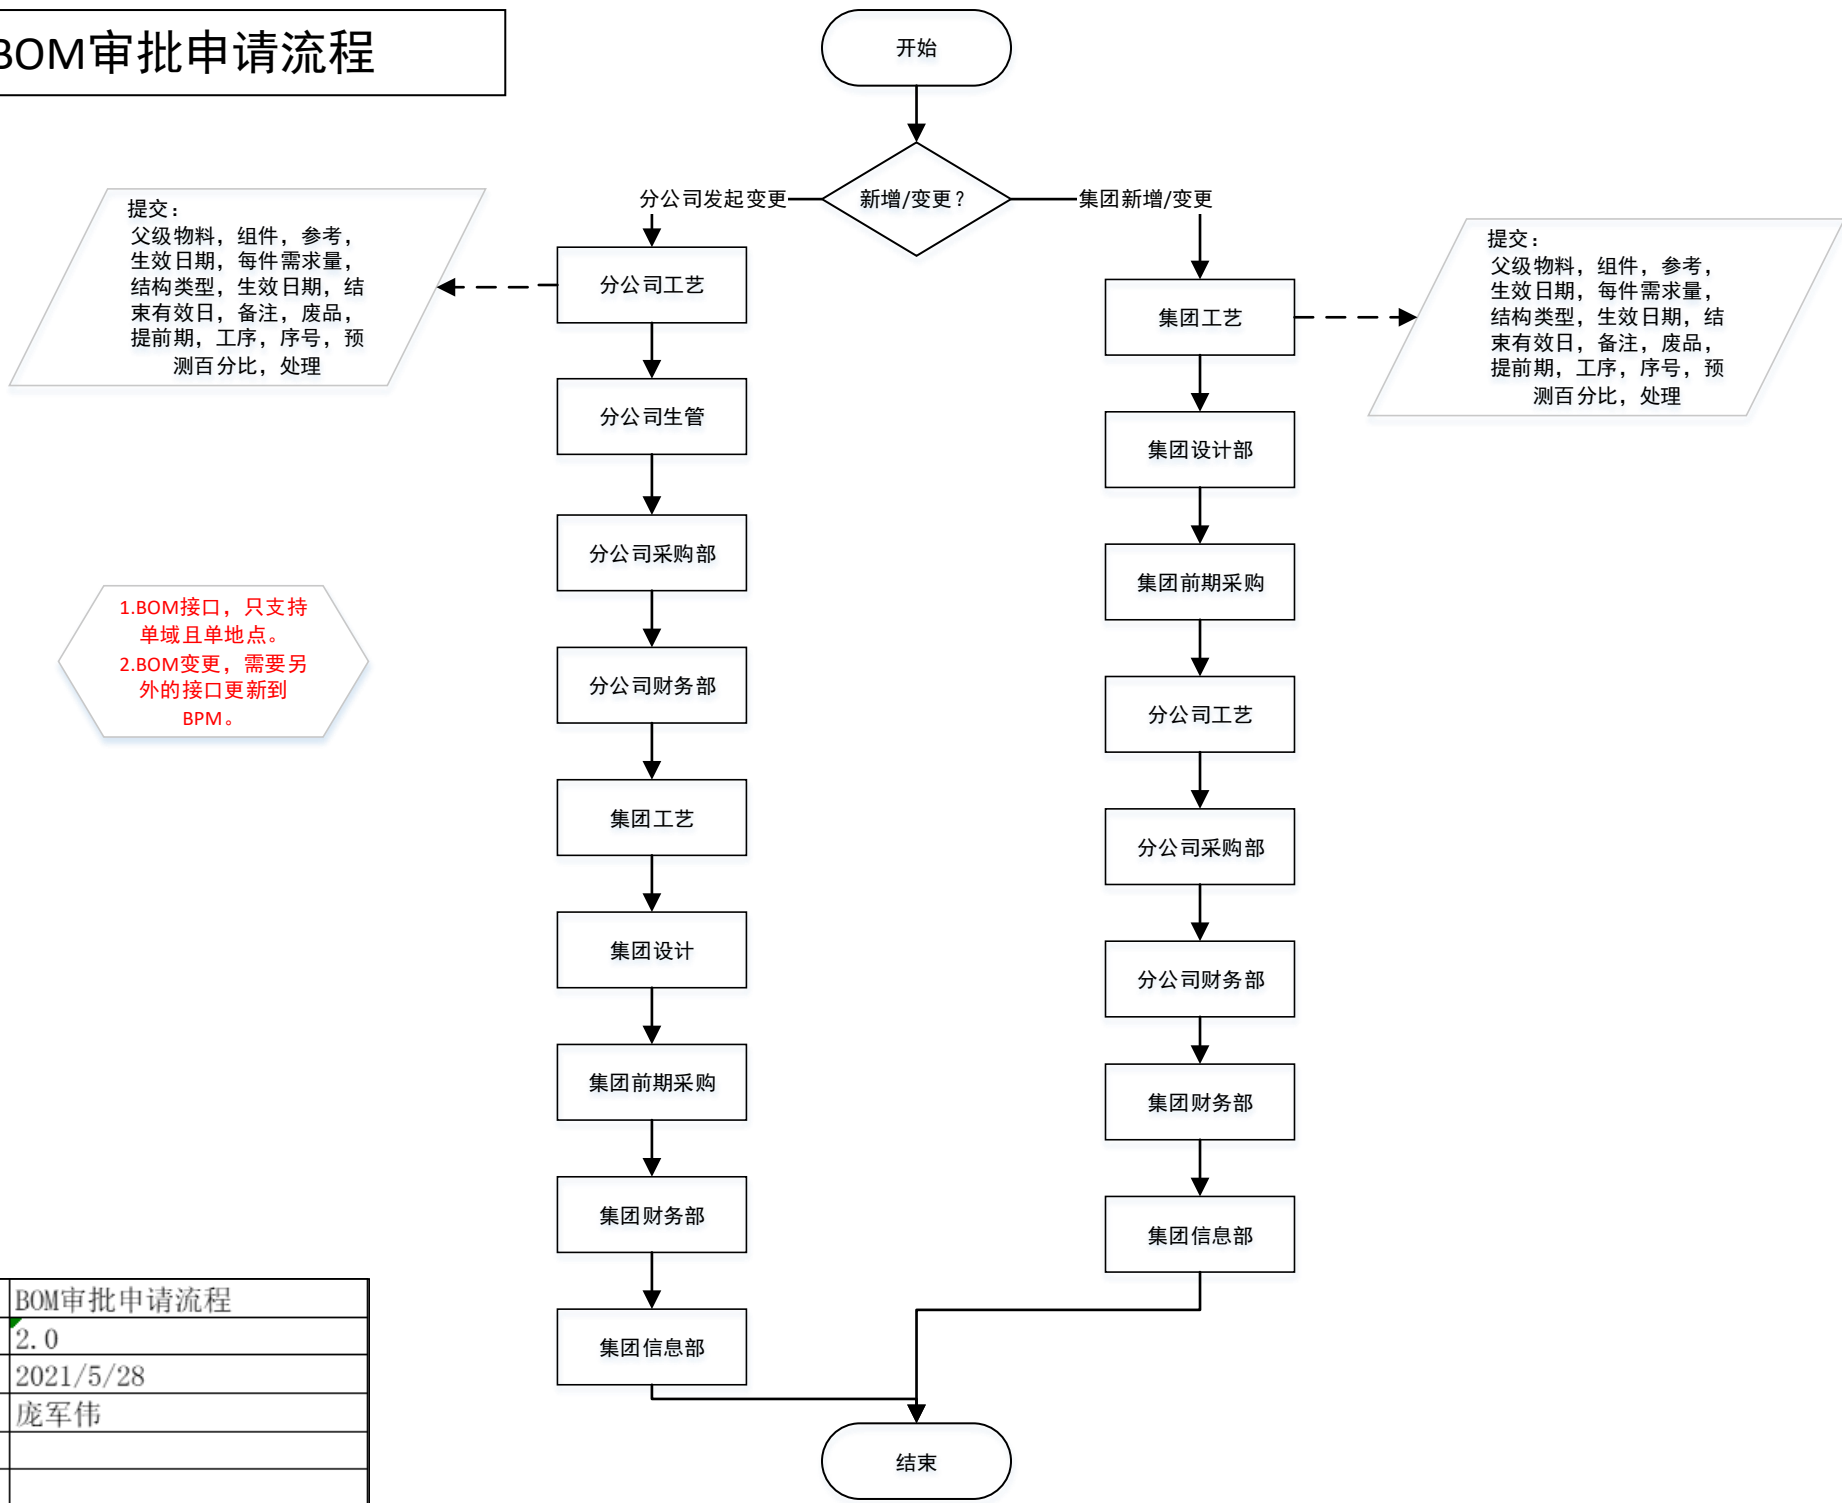 BOM审批申请流程
开始
新增/变更？
分公司发起变更
集团新增/变更
提交：
父级物料，组件，参考，
生效日期，每件需求量，
结构类型，生效日期，结
束有效日，备注，废品，
提前期，工序，序号，预
测百分比，处理
分公司工艺
分公司生管
分公司采购部
分公司财务部
集团工艺
集团设计
集团前期采购
集团财务部
集团信息部
集团工艺
集团设计部
集团前期采购
分公司工艺
分公司采购部
分公司财务部
集团财务部
集团信息部
提交：
父级物料，组件，参考，
生效日期，每件需求量，
结构类型，生效日期，结
束有效日，备注，废品，
提前期，工序，序号，预
测百分比，处理
1.BOM接口，只支持
单域且单地点。
2.BOM变更，需要另
外的接口更新到
BPM。
结束
BOM审批申请流程
2.0
2021/5/28
庞军伟